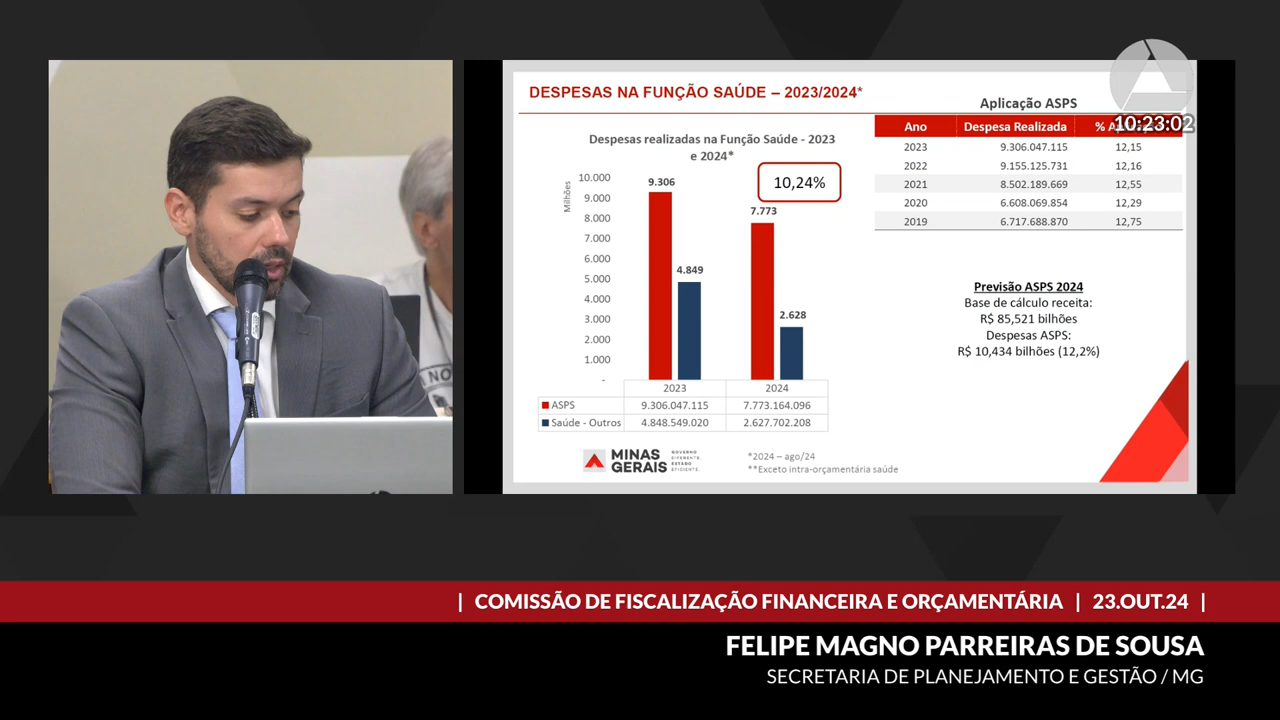 DESPESAS NA FUNÇÃO SAÚDE – 2023/2024*
10:23:02
Despesas realizadas na Função Saúde - 2023
e 2024*
Milhões
10.000
9.000
8.000
7.000
6.000
5.000
4.000
3.000
2.000
1.000
-
9.306
4.849
10,24%
7.773
2.628
2023 2024
ASPS 9.306.047.115 7.773.164.096
Saúde - Outros 4.848.549.020 2.627.702.208
Aplicação ASPS
Ano Despesa Realizada %
2023 9.306.047.115 12,15
2022 9.155.125.731 12,16
2021 8.502.189.669 12,55
2020 6.608.069.854 12,29
2019 6.717.688.870 12,75
Previsão ASPS 2024
Base de cálculo receita:
R$ 85,521 bilhões
Despesas ASPS:
R$ 10,434 bilhões (12,2%)
MINAS
GERAIS
GOVERNO
DIFERENTE.
ESTADO
EFICIENTE.
*2024 – ago/24
**Exceto intra-orçamentária saúde
| COMISSÃO DE FISCALIZAÇÃO FINANCEIRA E ORÇAMENTÁRIA | 23.OUT.24 |
FELIPE MAGNO PARREIRAS DE SOUSA
SECRETARIA DE PLANEJAMENTO E GESTÃO / MG